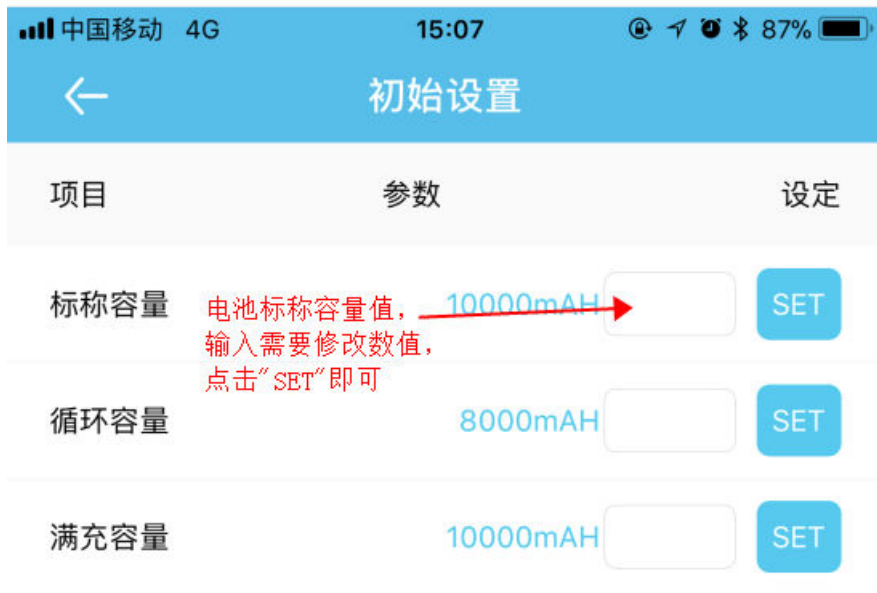 中国移动 4G 15:07 87%
初始设置
项目 参数 设定
标称容量 10000mAH SET
电池标称容量值，
输入需要修改数值，
点击"SET"即可
循环容量 8000mAH SET
满充容量 10000mAH SET